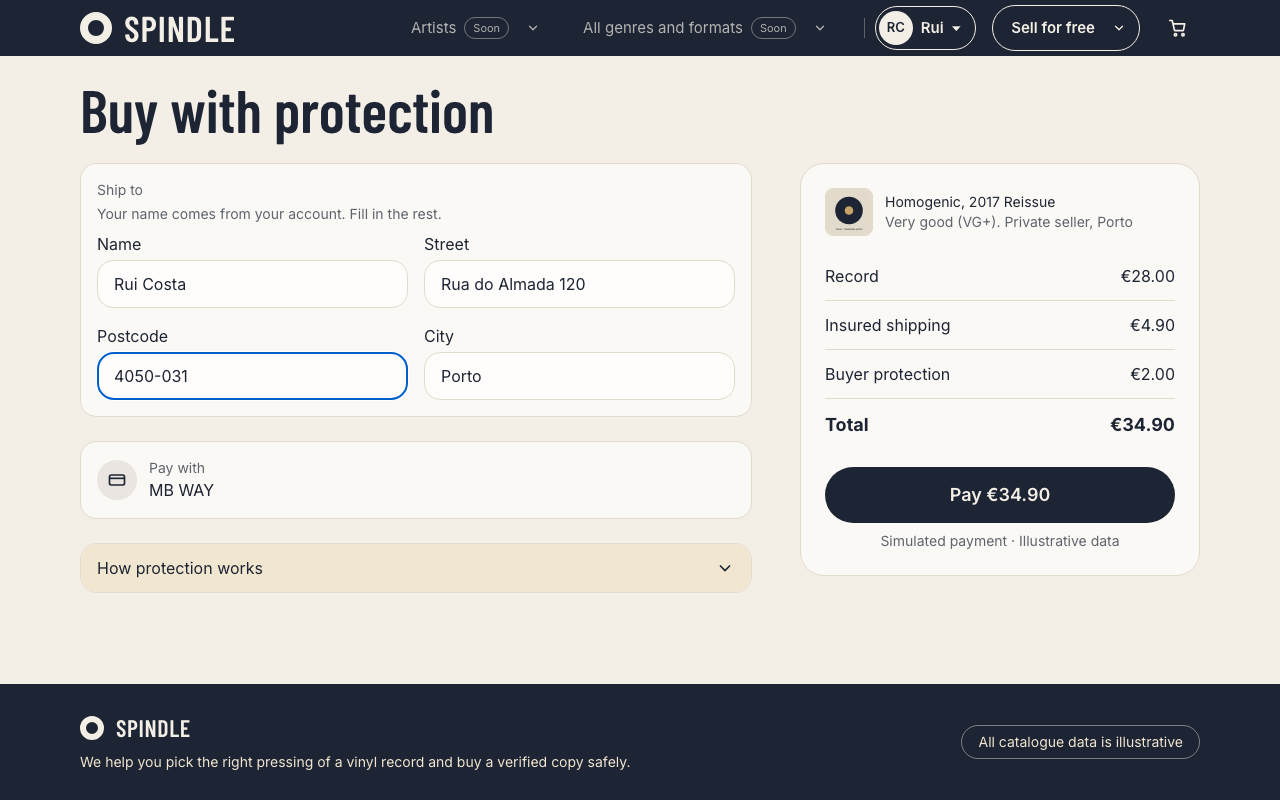 SPINDLE
Artists Soon
All genres and formats Soon
RC Rui
Sell for free
Buy with protection
Ship to
Your name comes from your account. Fill in the rest.
Name
Street
Rui Costa
Rua do Almada 120
Postcode
City
4050-031
Porto
Pay with
MB WAY
How protection works
Homogenic, 2017 Reissue
Very good (VG+). Private seller, Porto
Record €28.00
Insured shipping €4.90
Buyer protection €2.00
Total €34.90
Pay €34.90
Simulated payment · Illustrative data
SPINDLE
We help you pick the right pressing of a vinyl record and buy a verified copy safely.
All catalogue data is illustrative